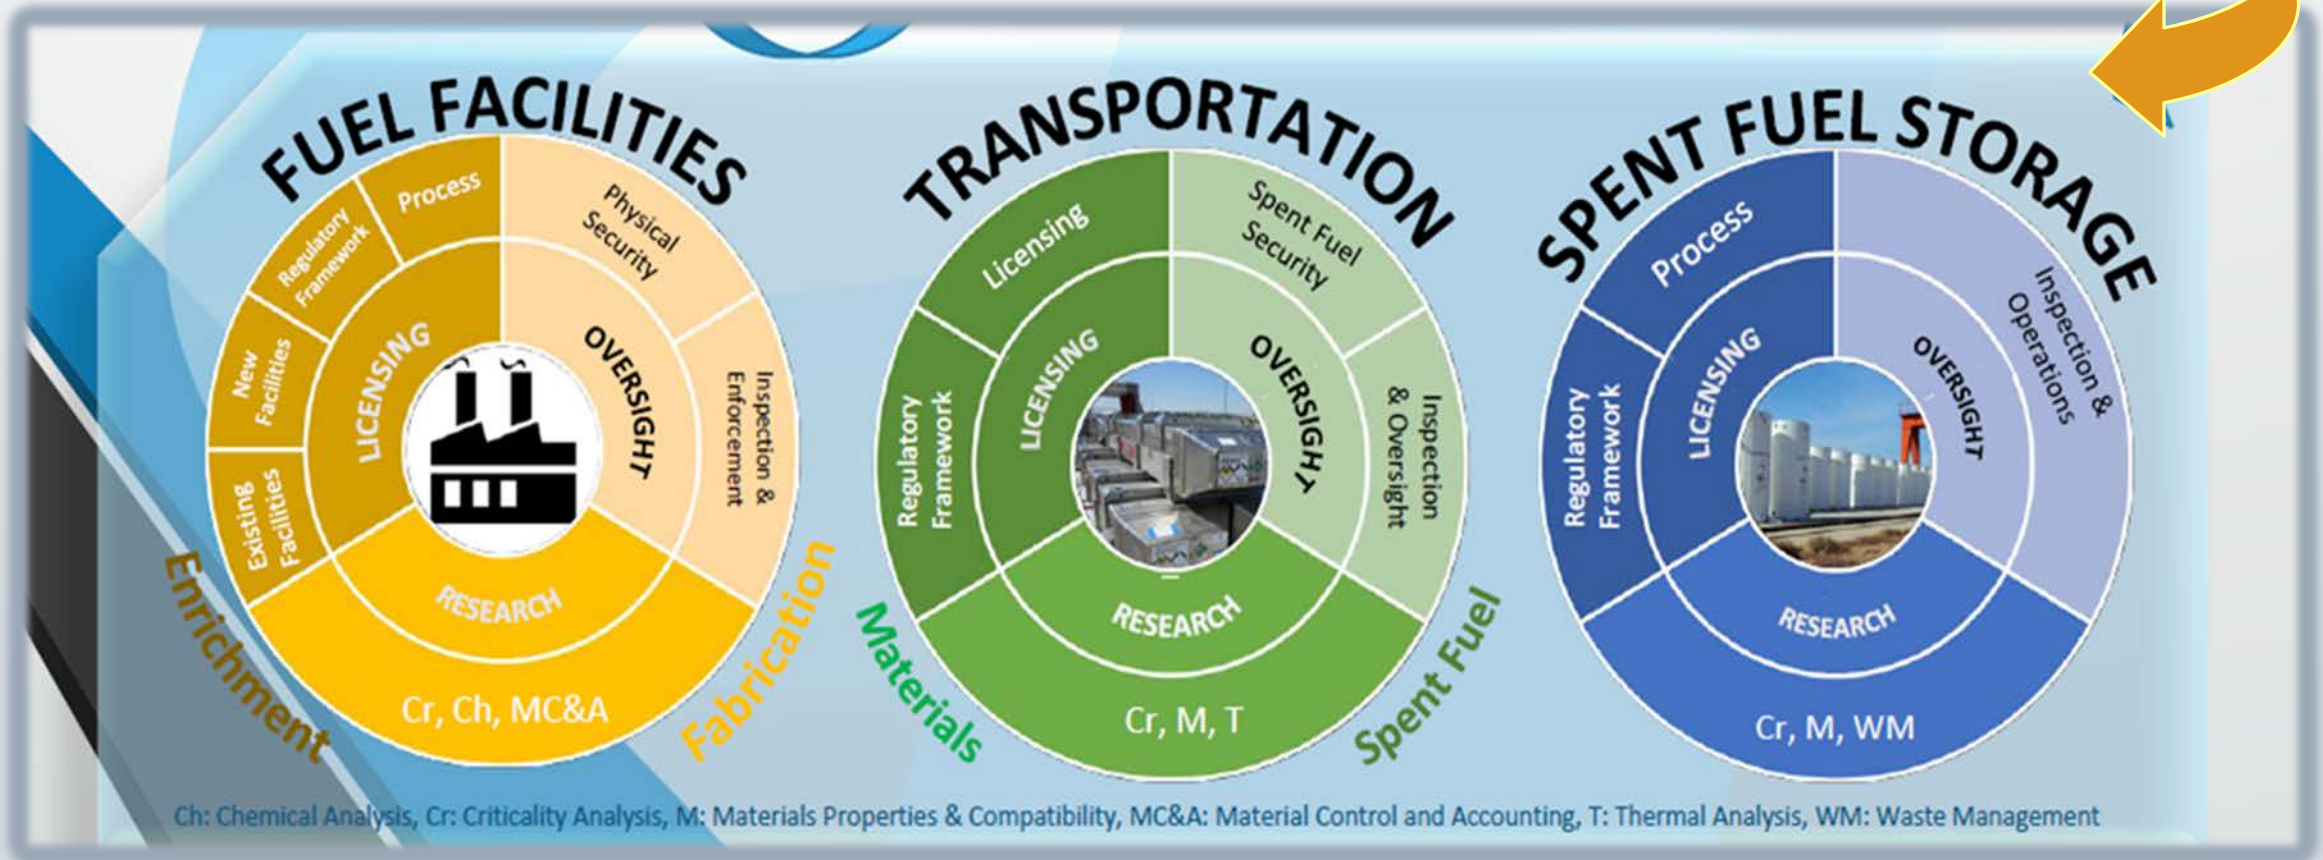 FUEL FACILITIES
Process
Regulatory
Framework
New
Facilities
Existing
Facilities
LICENSING
Physical
Security
Inspection &
Enforcement
OVERSIGHT
RESEARCH
Cr, Ch, MC&A
Enrichment
Fabrication
TRANSPORTATION
Licensing
Regulatory
Framework
LICENSING
Spent Fuel
Security
Inspection
& Oversight
OVERSIGHT
RESEARCH
Cr, M, T
Materials
Spent Fuel
SPENT FUEL STORAGE
Process
Regulatory
Framework
LICENSING
Inspection &
Operations
OVERSIGHT
RESEARCH
Cr, M, WM
Ch: Chemical Analysis, Cr: Criticality Analysis, M: Materials Properties & Compatibility, MC&A: Material Control and Accounting, T: Thermal Analysis, WM: Waste Management